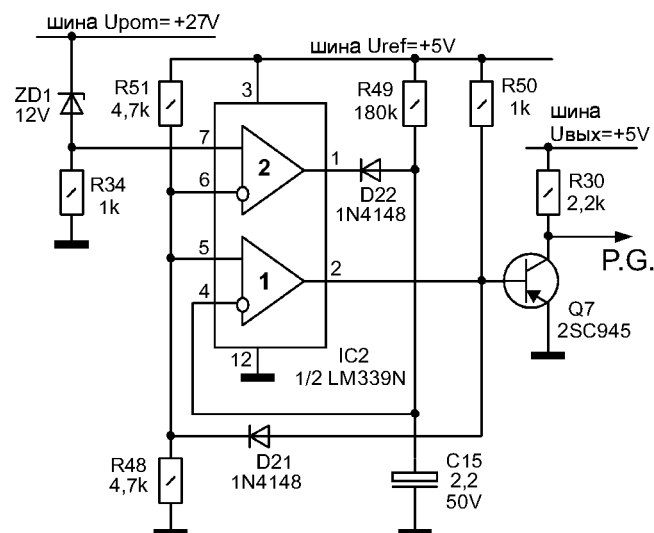 шина Upom=+27V
шина Uref=+5V
ZD1
12V
R51
4,7k
3
R49
180k
R50
1k
шина
Uвых=+5V
7
2
1
6
D22
1N4148
R34
1k
R30
2,2k
P.G.
5
1
2
4
Q7
2SC945
12
IC2
1/2 LM339N
R48
4,7k
D21
1N4148
C15
2,2
50V